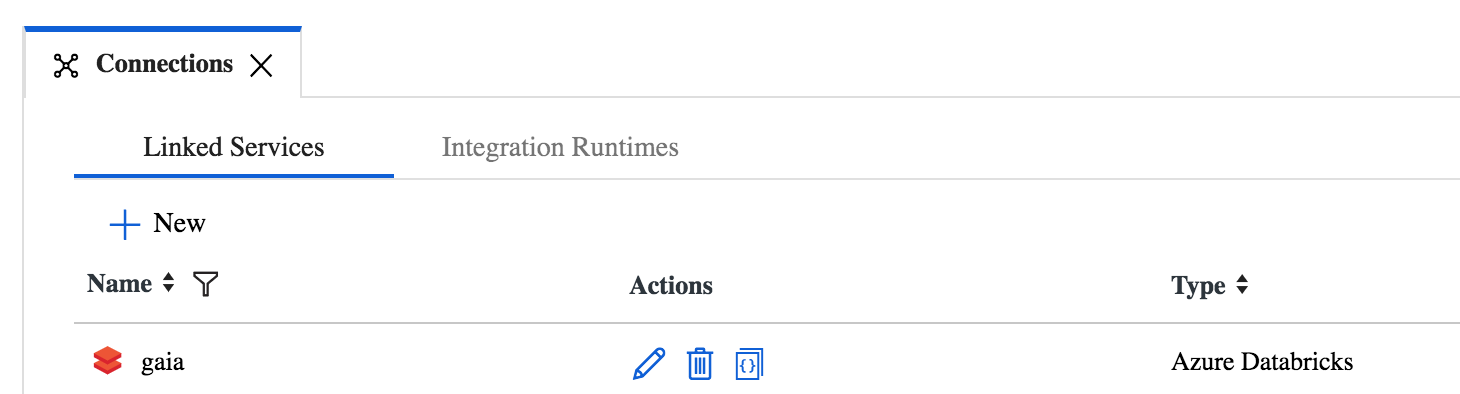 Connections
Linked Services Integration Runtimes
New
Name Actions Type
gaia {} Azure Databricks